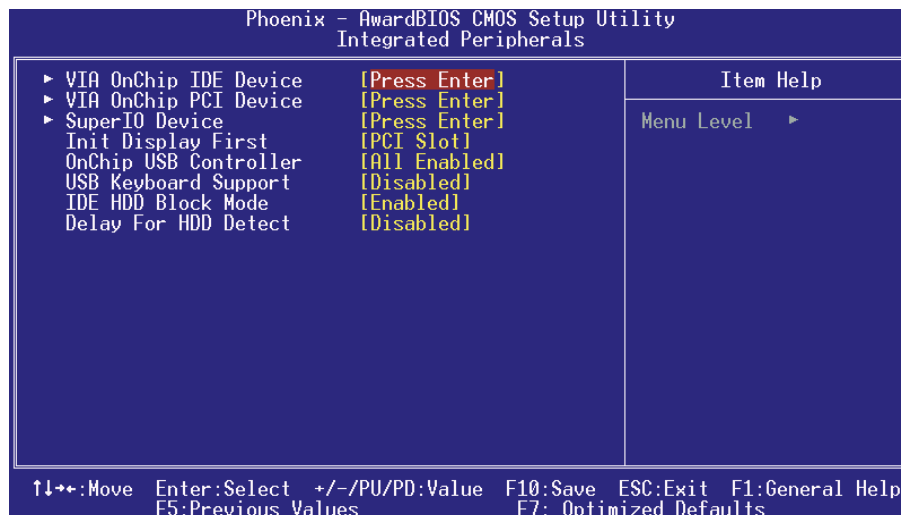 Phoenix - AwardBIOS CMOS Setup Utility
Integrated Peripherals
► VIA OnChip IDE Device [Press Enter]
► VIA OnChip PCI Device [Press Enter]
► SuperIO Device [Press Enter]
Init Display First [PCI Slot]
OnChip USB Controller [All Enabled]
USB Keyboard Support [Disabled]
IDE HDD Block Mode [Enabled]
Delay For HDD Detect [Disabled]
Item Help
Menu Level ►
↑↓→←:Move Enter:Select +/-/PU/PD:Value F10:Save ESC:Exit F1:General Help
F5:Previous Values F7: Optimized Defaults